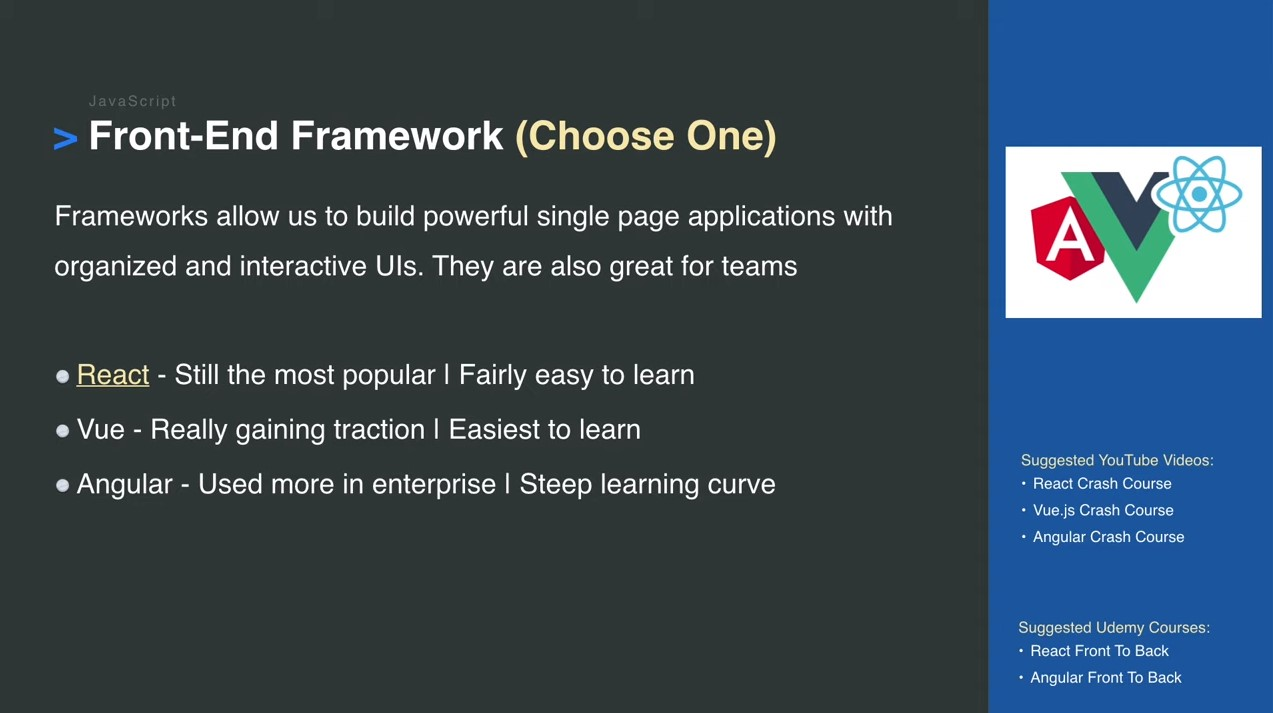 JavaScript
> Front-End Framework (Choose One)
Frameworks allow us to build powerful single page applications with
organized and interactive UIs. They are also great for teams
React - Still the most popular | Fairly easy to learn
Vue - Really gaining traction | Easiest to learn
Angular - Used more in enterprise | Steep learning curve
A
Suggested YouTube Videos:
• React Crash Course
• Vue.js Crash Course
• Angular Crash Course
Suggested Udemy Courses:
• React Front To Back
• Angular Front To Back